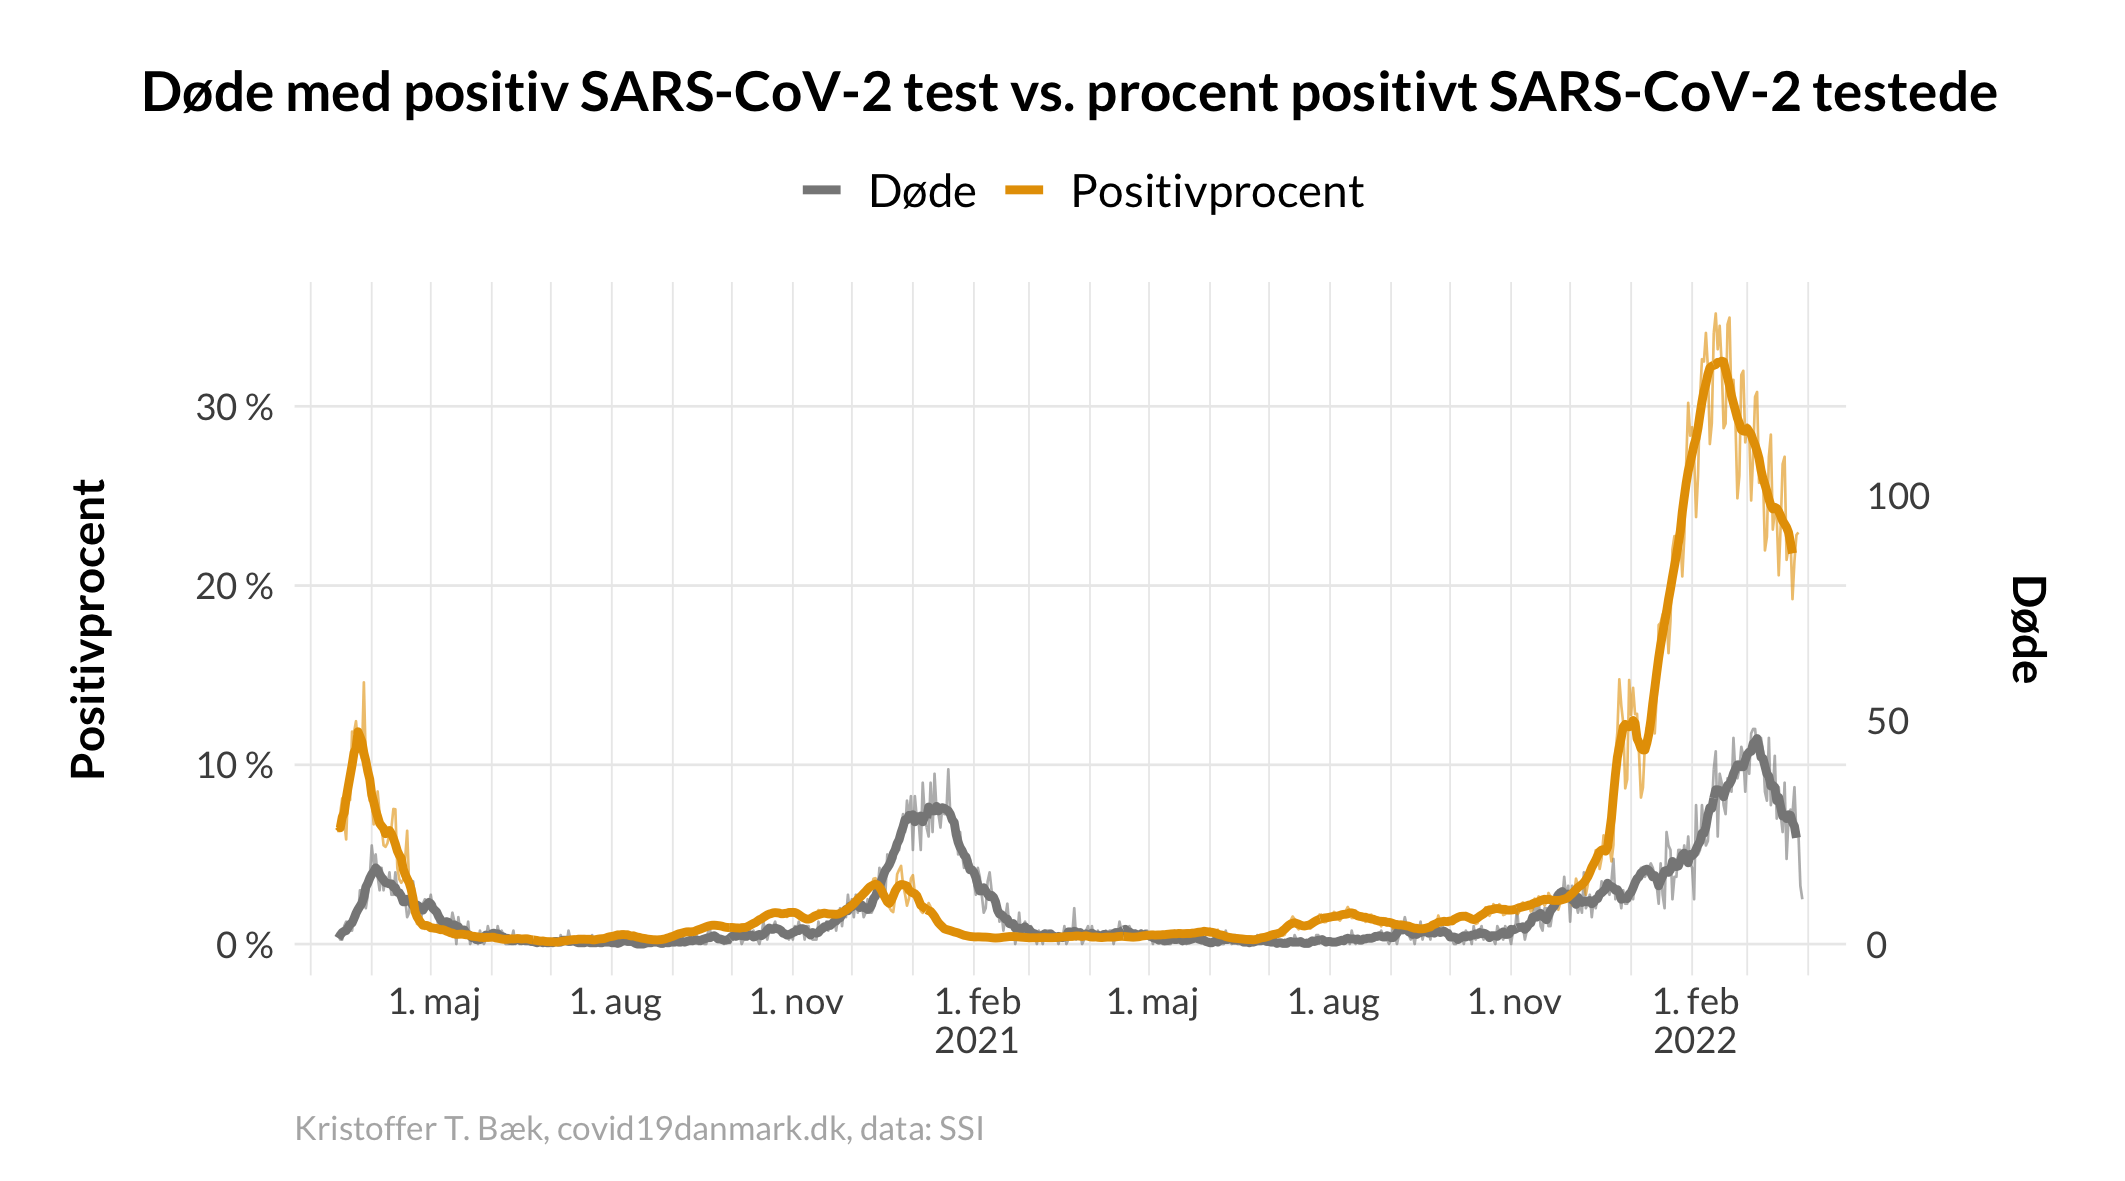 Døde med positiv SARS-CoV-2 test vs. procent positivt SARS-CoV-2 testede
Døde Positivprocent
Positivprocent
30 %
20 %
10 %
0 %
100
50
0
Døde
1. maj 1. aug 1. nov 1. feb 1. maj 1. aug 1. nov 1. feb
2021 2022
Kristoffer T. Bæk, covid19danmark.dk, data: SSI